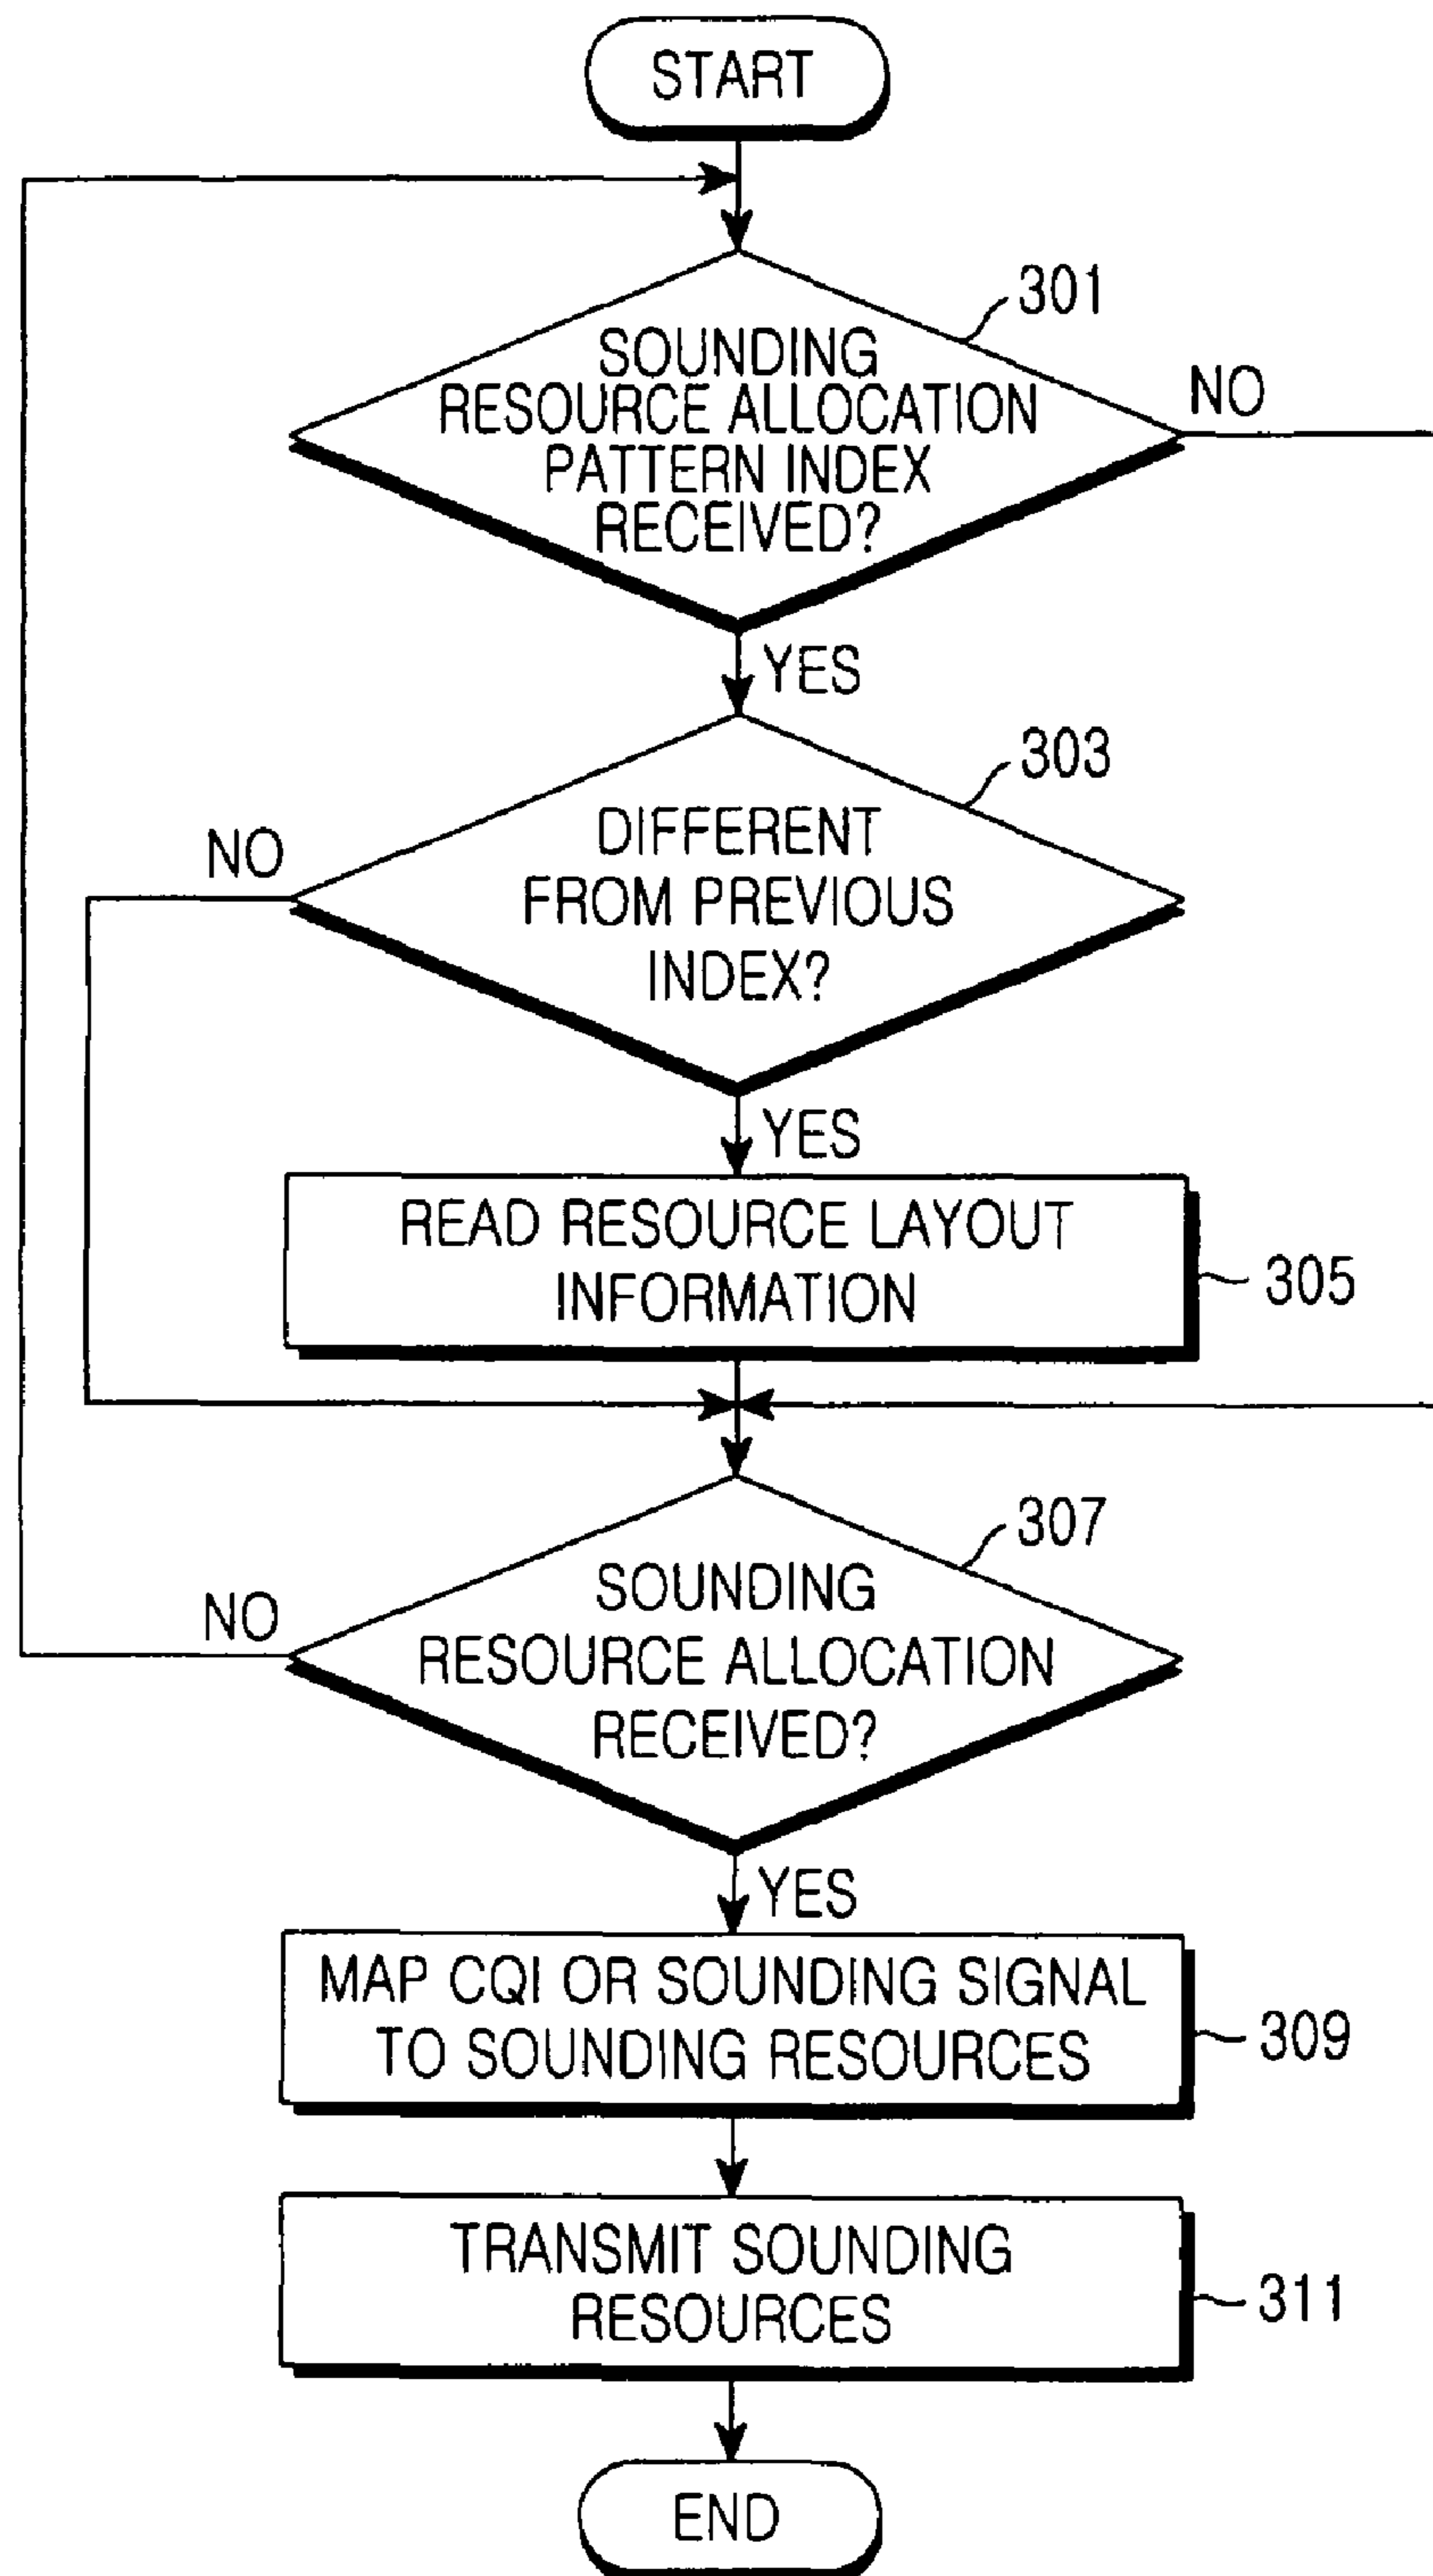 START
301
SOUNDING
RESOURCE ALLOCATION
PATTERN INDEX
RECEIVED?
NO
YES
303
DIFFERENT
FROM PREVIOUS
INDEX?
NO
YES
READ RESOURCE LAYOUT
INFORMATION
305
307
SOUNDING
RESOURCE ALLOCATION
RECEIVED?
NO
YES
MAP CQI OR SOUNDING SIGNAL
TO SOUNDING RESOURCES
309
TRANSMIT SOUNDING
RESOURCES
311
END